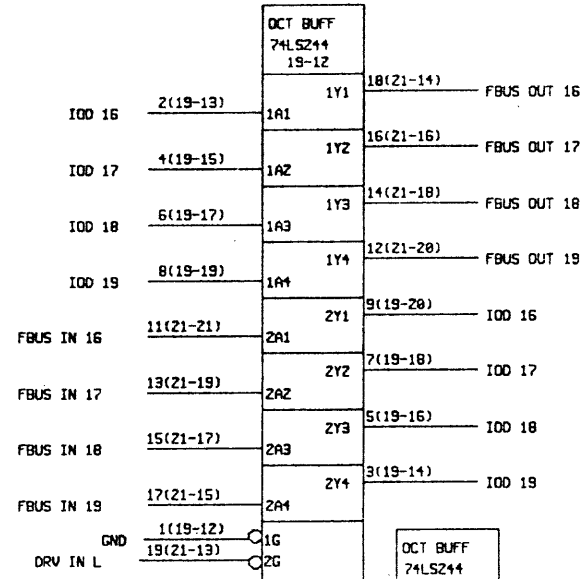 OCT BUFF
74LS244
19-12
IOD 16 2(19-13) 1A1 1Y1 18(21-14) FBUS OUT 16
IOD 17 4(19-15) 1A2 1Y2 16(21-16) FBUS OUT 17
IOD 18 6(19-17) 1A3 1Y3 14(21-18) FBUS OUT 18
IOD 19 8(19-19) 1A4 1Y4 12(21-20) FBUS OUT 19
FBUS IN 16 11(21-21) 2A1 2Y1 9(19-20) IOD 16
FBUS IN 17 13(21-19) 2A2 2Y2 7(19-18) IOD 17
FBUS IN 18 15(21-17) 2A3 2Y3 5(19-16) IOD 18
FBUS IN 19 17(21-15) 2A4 2Y4 3(19-14) IOD 19
GND 1(19-12) 1G
DRV IN L 19(21-13) 2G
OCT BUFF
74LS244